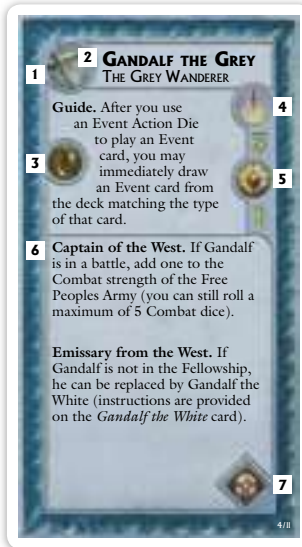 2 GANDALF THE GREY
1 THE GREY WANDERER
Guide. After you use
4
an Event Action Die
to play an Event
3 card, you may
immediately draw
5
an Event card from
the deck matching the type
of that card.
6 Captain of the West. If Gandalf
is in a battle, add one to the
Combat strength of the Free
Peoples Army (you can still roll a
maximum of 5 Combat dice).
Emissary from the West. If
Gandalf is not in the Fellowship,
he can be replaced by Gandalf the
White (instructions are provided
on the Gandalf the White card).
7